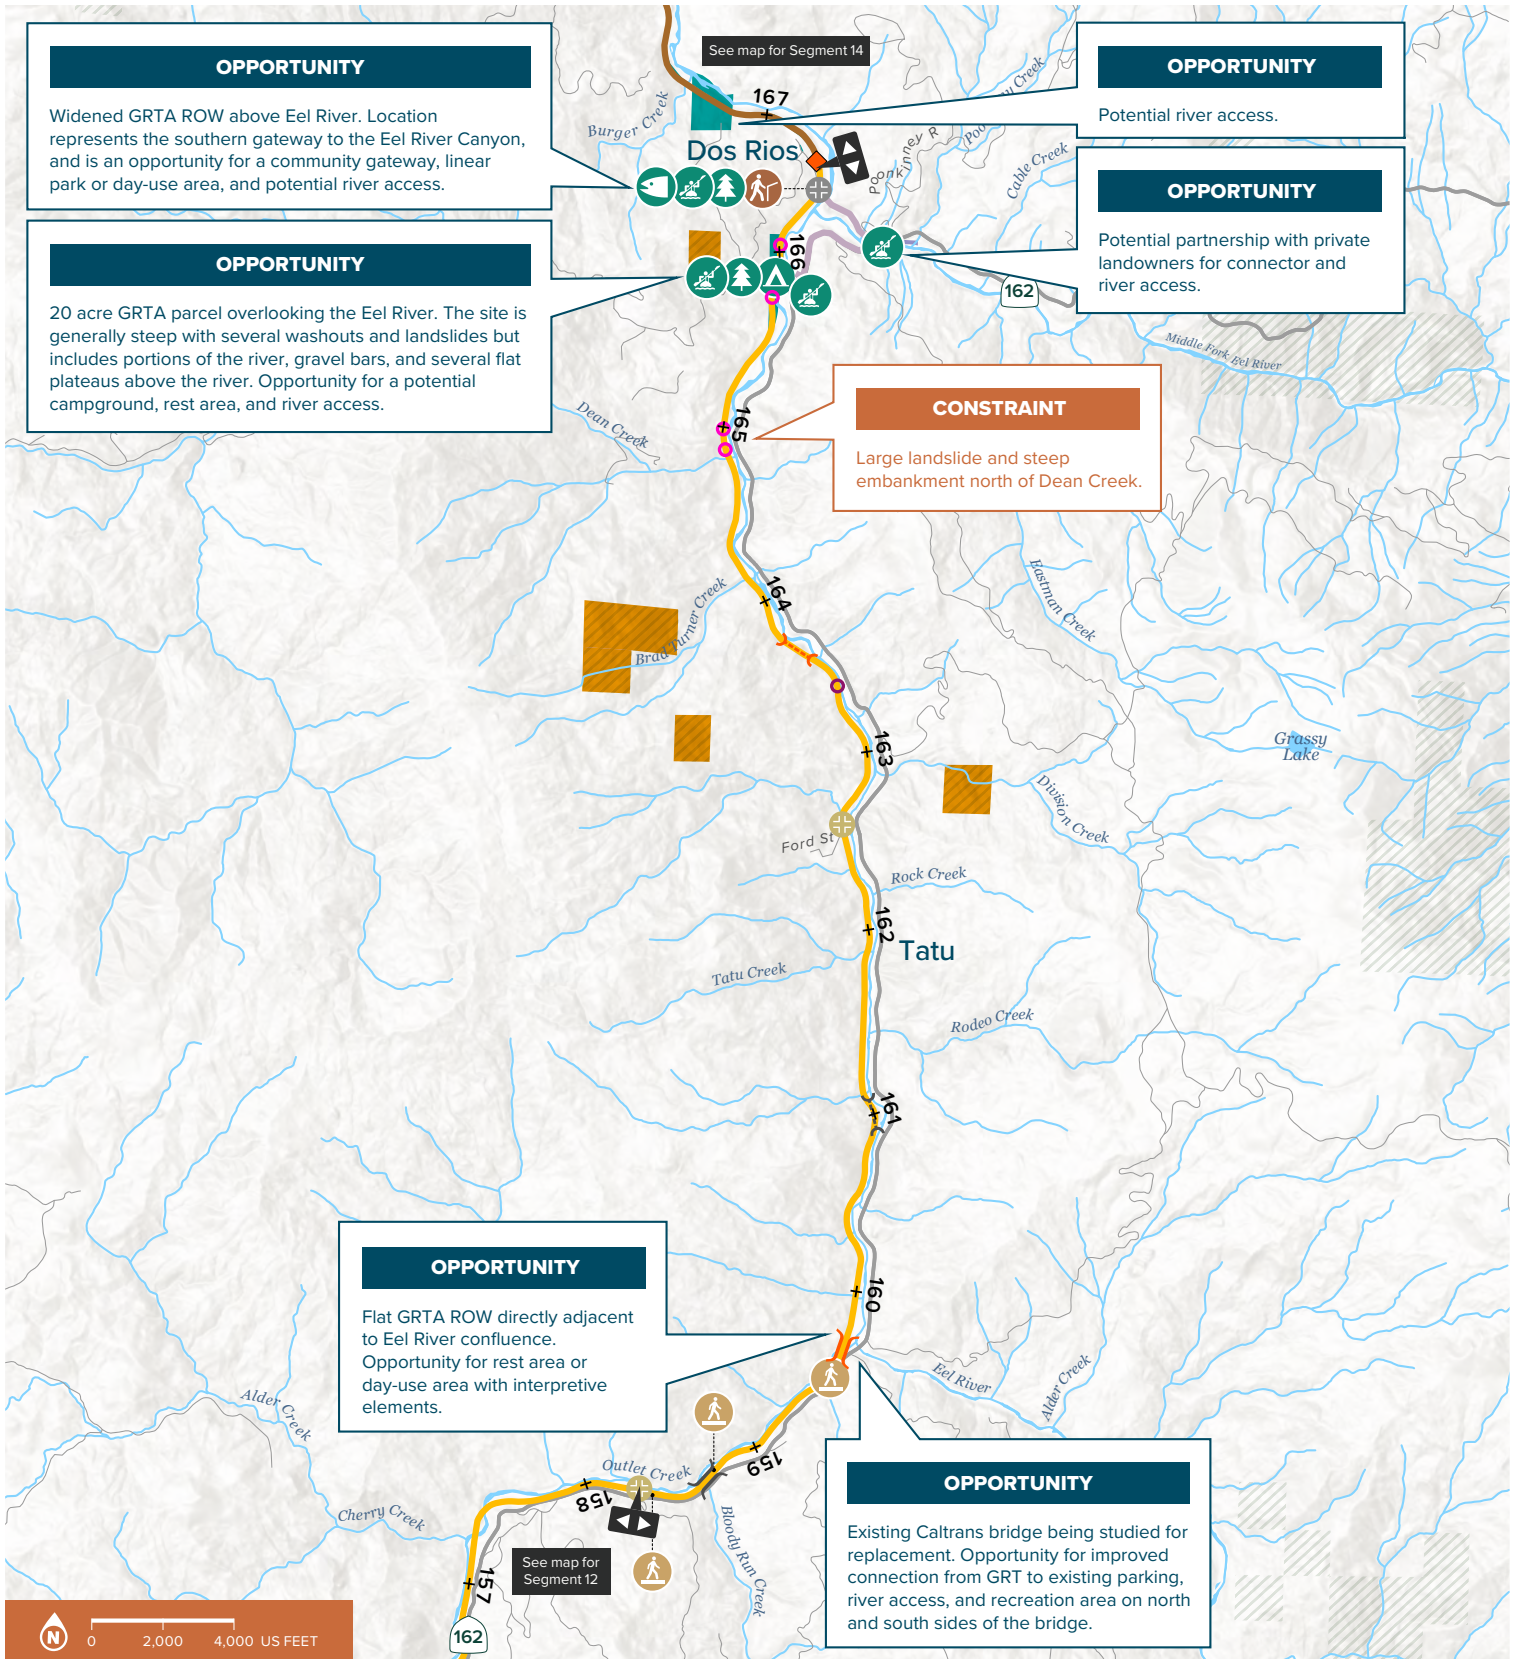 OPPORTUNITY
Widened GRTA ROW above Eel River. Location
represents the southern gateway to the Eel River Canyon,
and is an opportunity for a community gateway, linear
park or day-use area, and potential river access.
See map for Segment 14
OPPORTUNITY
Potential river access.
167
Burger Creek
Dos Rios
Cable Creek
OPPORTUNITY
Potential partnership with private
landowners for connector and
river access.
OPPORTUNITY
20 acre GRTA parcel overlooking the Eel River. The site is
generally steep with several washouts and landslides but
includes portions of the river, gravel bars, and several flat
plateaus above the river. Opportunity for a potential
campground, rest area, and river access.
166
162
Middle Fork Eel River
CONSTRAINT
Large landslide and steep
embankment north of Dean Creek.
Dean Creek
165
164
Brad Turner Creek
Eastman Creek
163
Grassy
Lake
Division Creek
Ford St
Rock Creek
162
Tatu
Tatu Creek
Rodeo Creek
161
160
OPPORTUNITY
Flat GRTA ROW directly adjacent
to Eel River confluence.
Opportunity for rest area or
day-use area with interpretive
elements.
Eel River
Alder Creek
Alder Creek
159
Outlet Creek
158
Cherry Creek
Bloody Run Creek
OPPORTUNITY
Existing Caltrans bridge being studied for
replacement. Opportunity for improved
connection from GRT to existing parking,
river access, and recreation area on north
and south sides of the bridge.
See map for
Segment 12
157
162
N
0 2,000 4,000 US FEET